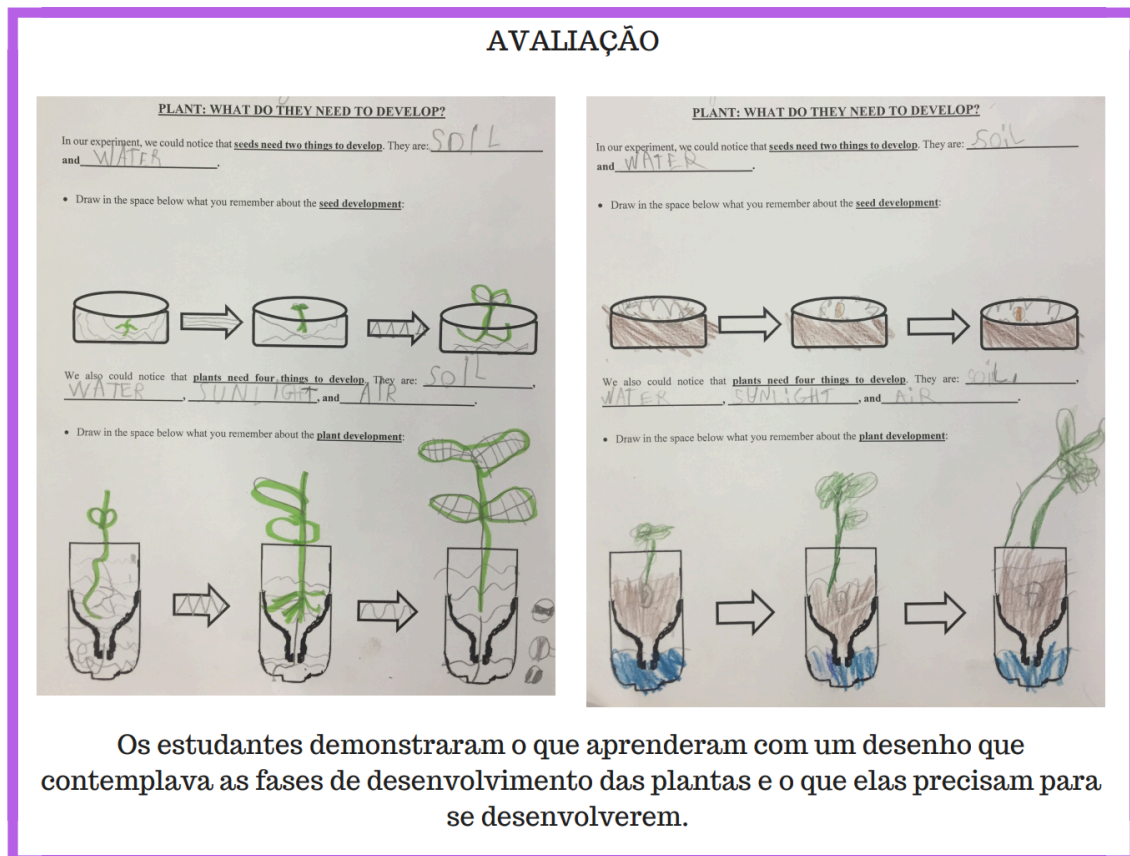 AVALIAÇÃO
PLANT: WHAT DO THEY NEED TO DEVELOP?
In our experiment, we could notice that seeds need two things to develop. They are: SOIL
and WATER.
• Draw in the space below what you remember about the seed development:
We also could notice that plants need four things to develop. They are: SOIL,
WATER, SUNLIGHT, and AIR.
• Draw in the space below what you remember about the plant development:
PLANT: WHAT DO THEY NEED TO DEVELOP?
In our experiment, we could notice that seeds need two things to develop. They are: SOiL
and WATER.
• Draw in the space below what you remember about the seed development:
We also could notice that plants need four things to develop. They are: SOiL,
WATER, SUNLiGHT, and AiR.
• Draw in the space below what you remember about the plant development:
Os estudantes demonstraram o que aprenderam com um desenho que
contemplava as fases de desenvolvimento das plantas e o que elas precisam para
se desenvolverem.